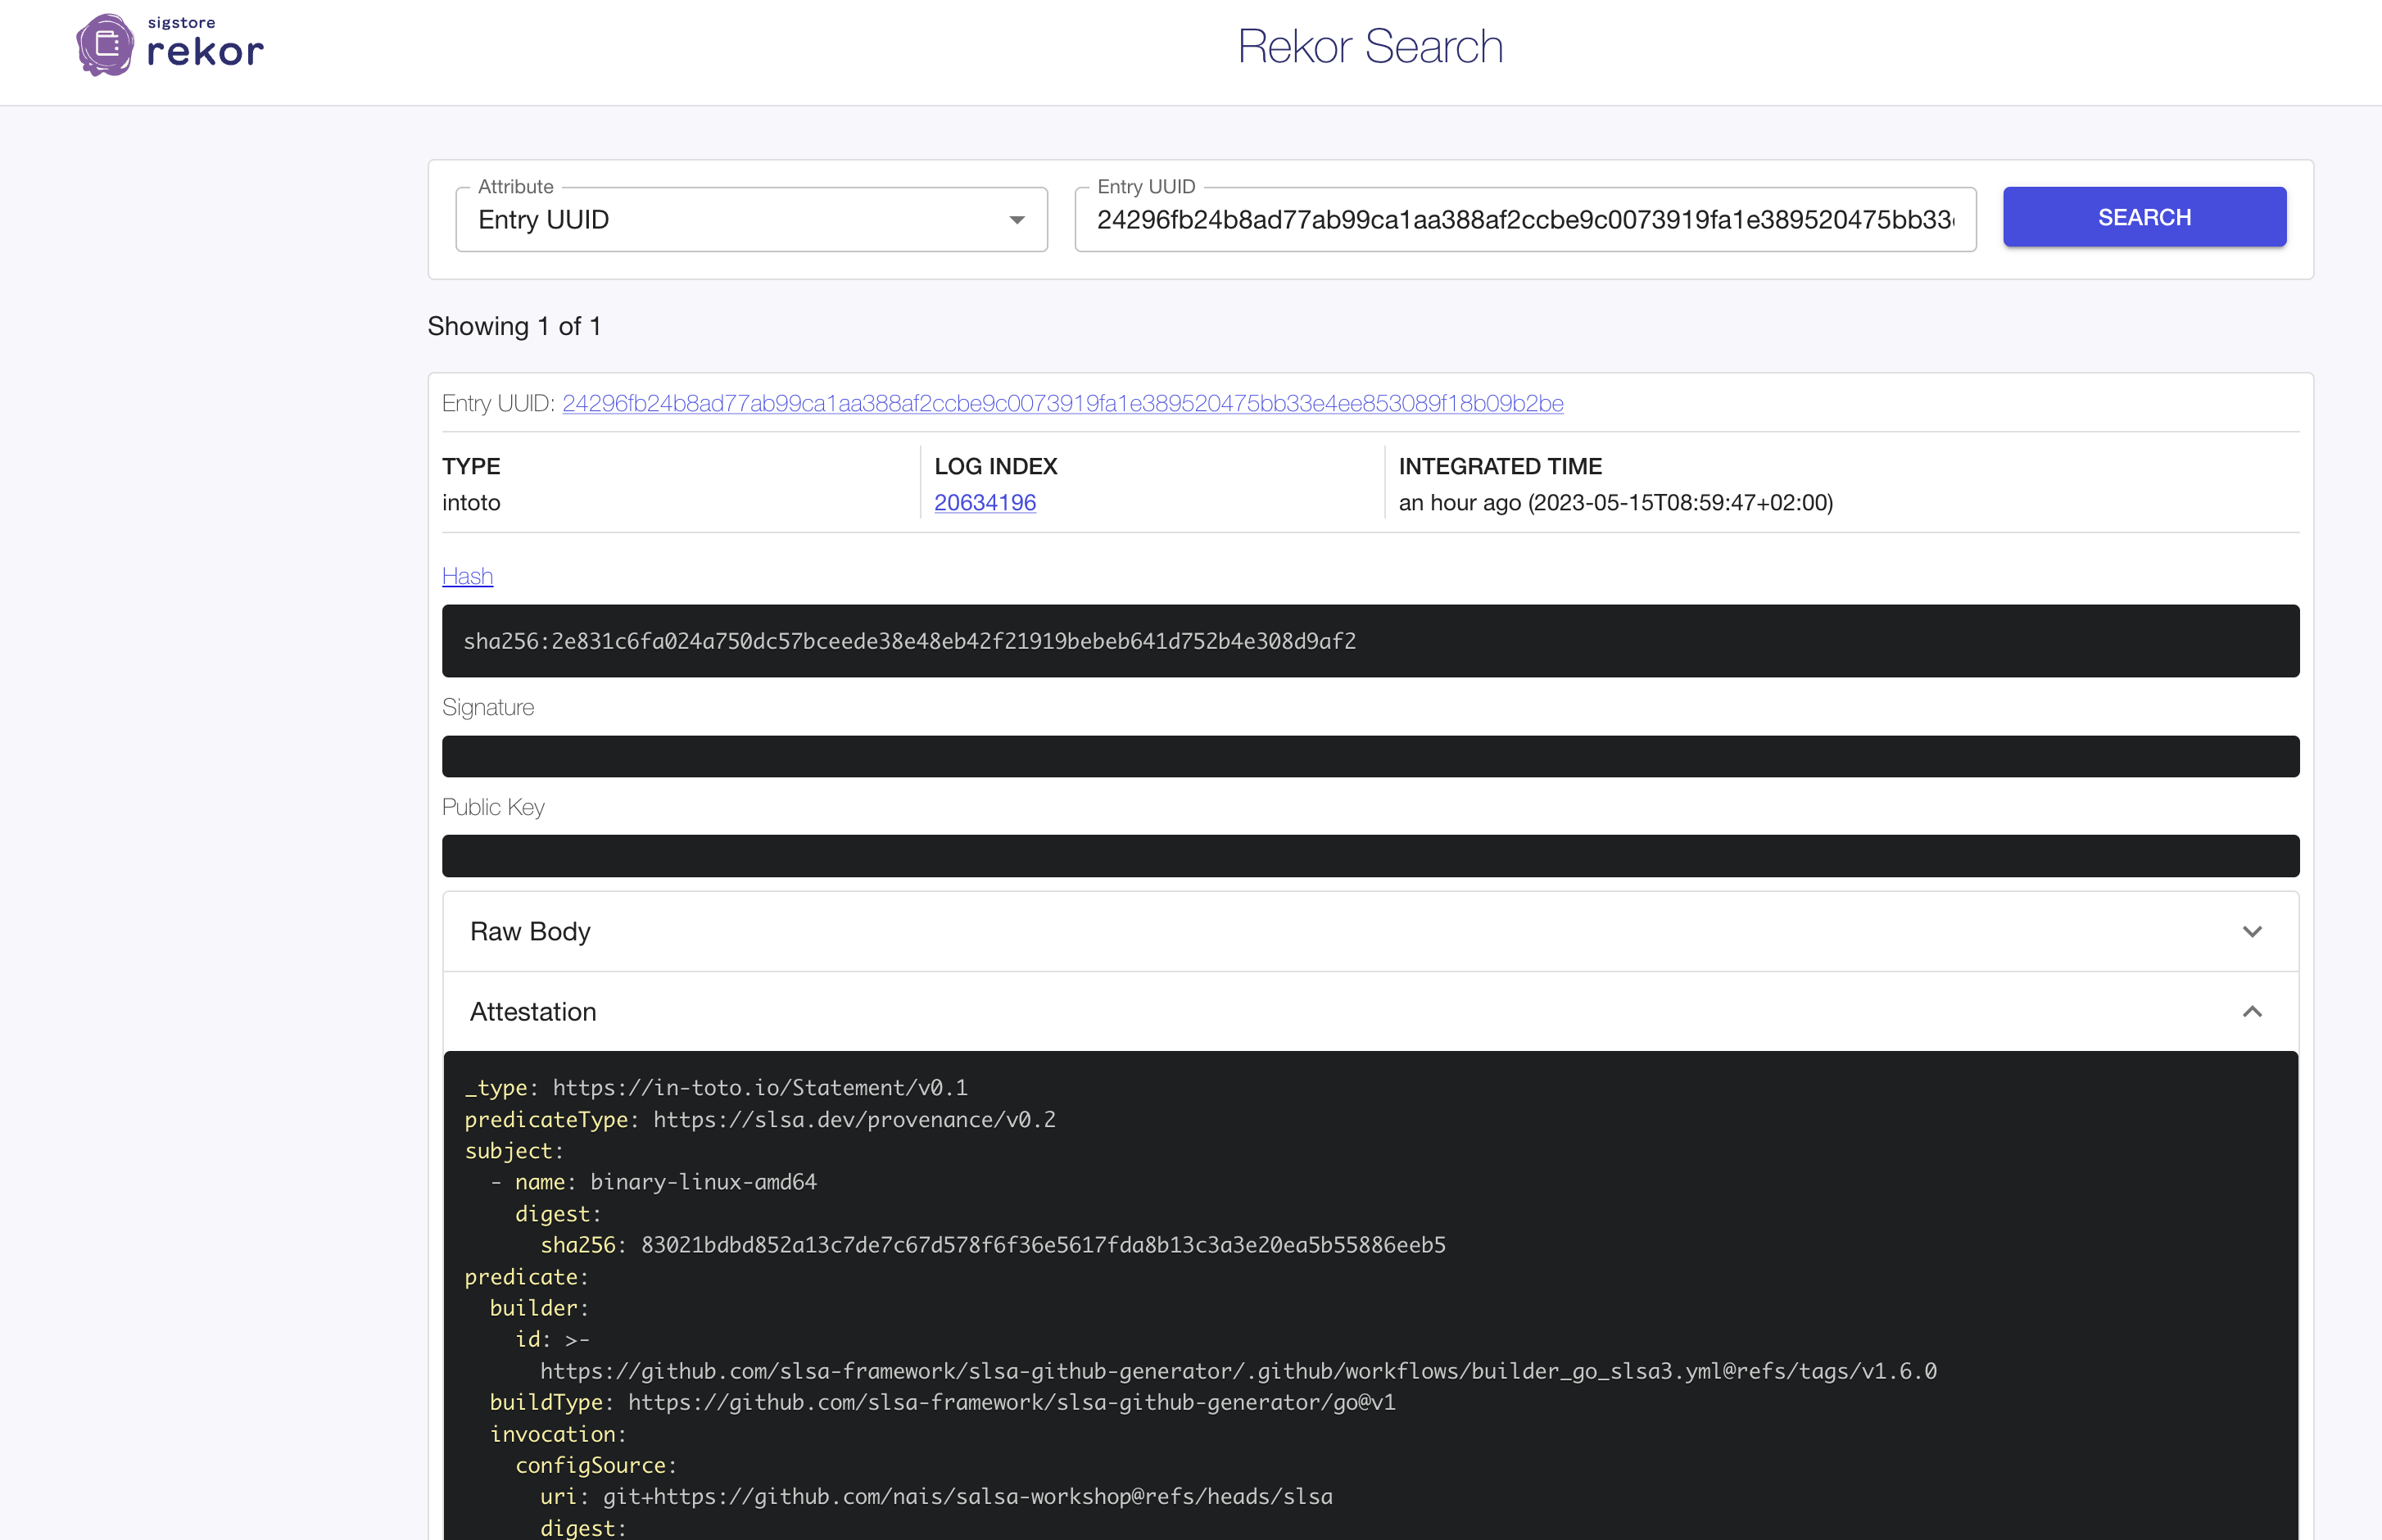 sigstore
rekor
Rekor Search
Attribute
Entry UUID
Entry UUID
24296fb24b8ad77ab99ca1aa388af2ccbe9c0073919fa1e389520475bb33
SEARCH
Showing 1 of 1
Entry UUID: 24296fb24b8ad77ab99ca1aa388af2ccbe9c0073919fa1e389520475bb33e4ee853089f18b09b2be
TYPE
intoto
LOG INDEX
20634196
INTEGRATED TIME
an hour ago (2023-05-15T08:59:47+02:00)
Hash
sha256:2e831c6fa024a750dc57bceede38e48eb42f21919bebeb641d752b4e308d9af2
Signature
Public Key
Raw Body
Attestation
_type: https://in-toto.io/Statement/v0.1
predicateType: https://slsa.dev/provenance/v0.2
subject:
  - name: binary-linux-amd64
    digest:
      sha256: 83021bdbd852a13c7de7c67d578f6f36e5617fda8b13c3a3e20ea5b55886eeb5
predicate:
  builder:
    id: >-
      https://github.com/slsa-framework/slsa-github-generator/.github/workflows/builder_go_slsa3.yml@refs/tags/v1.6.0
  buildType: https://github.com/slsa-framework/slsa-github-generator/go@v1
  invocation:
    configSource:
      uri: git+https://github.com/nais/salsa-workshop@refs/heads/slsa
      digest: